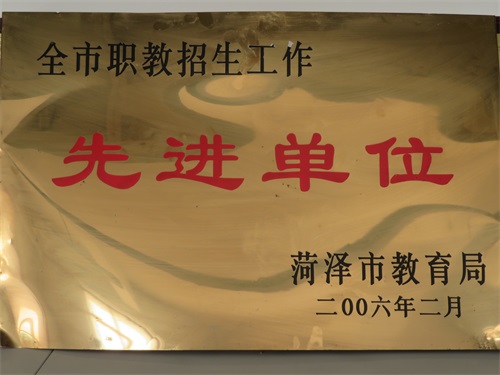 全市职教招生工作
先进单位
菏泽市教育局
二00六年二月